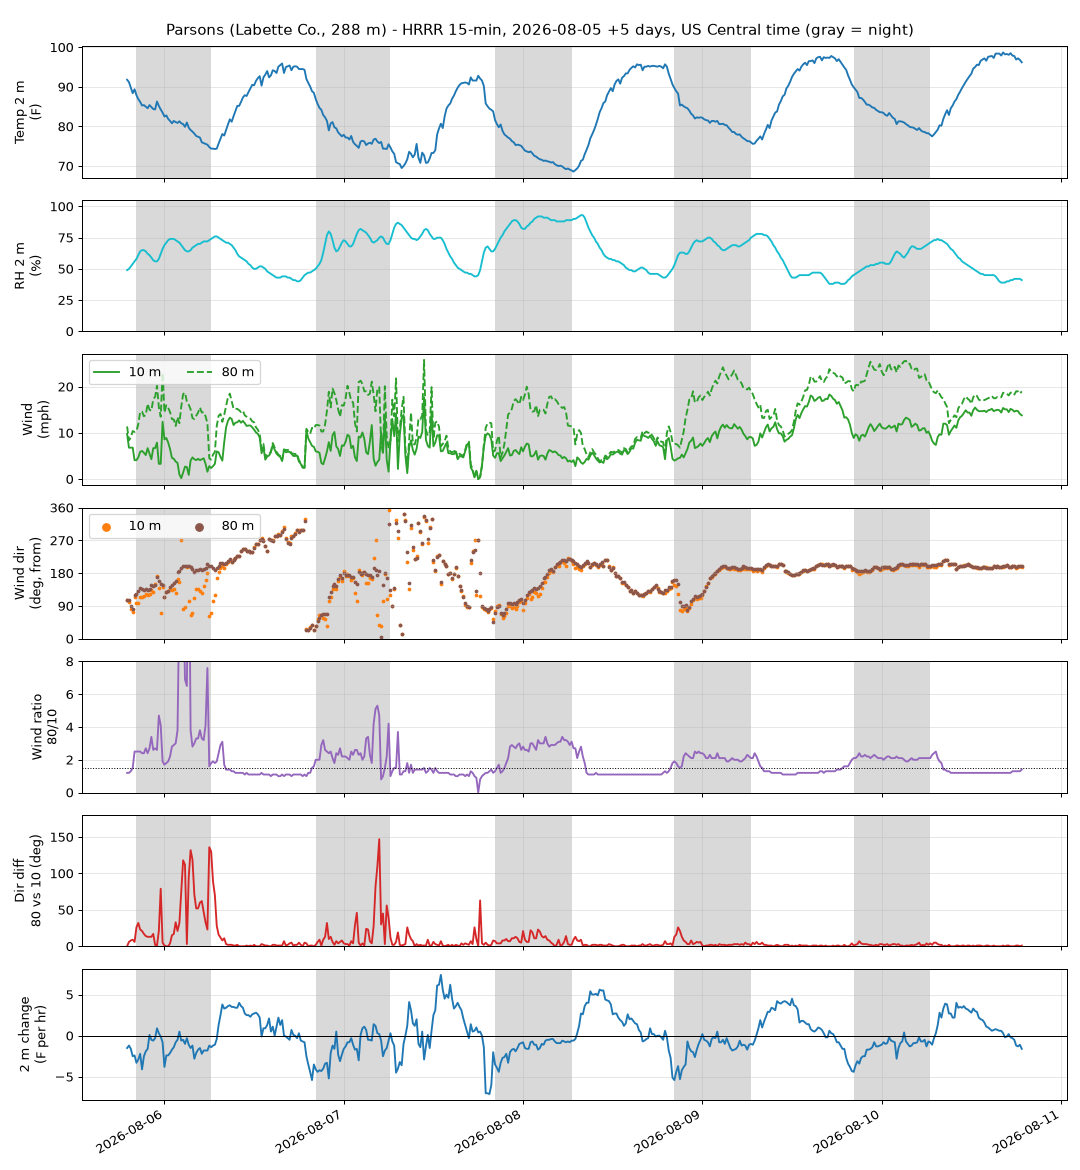 Parsons (Labette Co., 288 m) - HRRR 15-min, 2026-08-05 +5 days, US Central time (gray = night)
Temp 2 m
(F)
100
90
80
70
RH 2 m
(%)
100
75
50
25
0
Wind
(mph)
20
10
0
10 m
80 m
Wind dir
(deg, from)
360
270
180
90
0
10 m
80 m
Wind ratio
80/10
8
6
4
2
0
Dir diff
80 vs 10 (deg)
150
100
50
0
2 m change
(F per hr)
5
0
−5
2026-08-06
2026-08-07
2026-08-08
2026-08-09
2026-08-10
2026-08-11